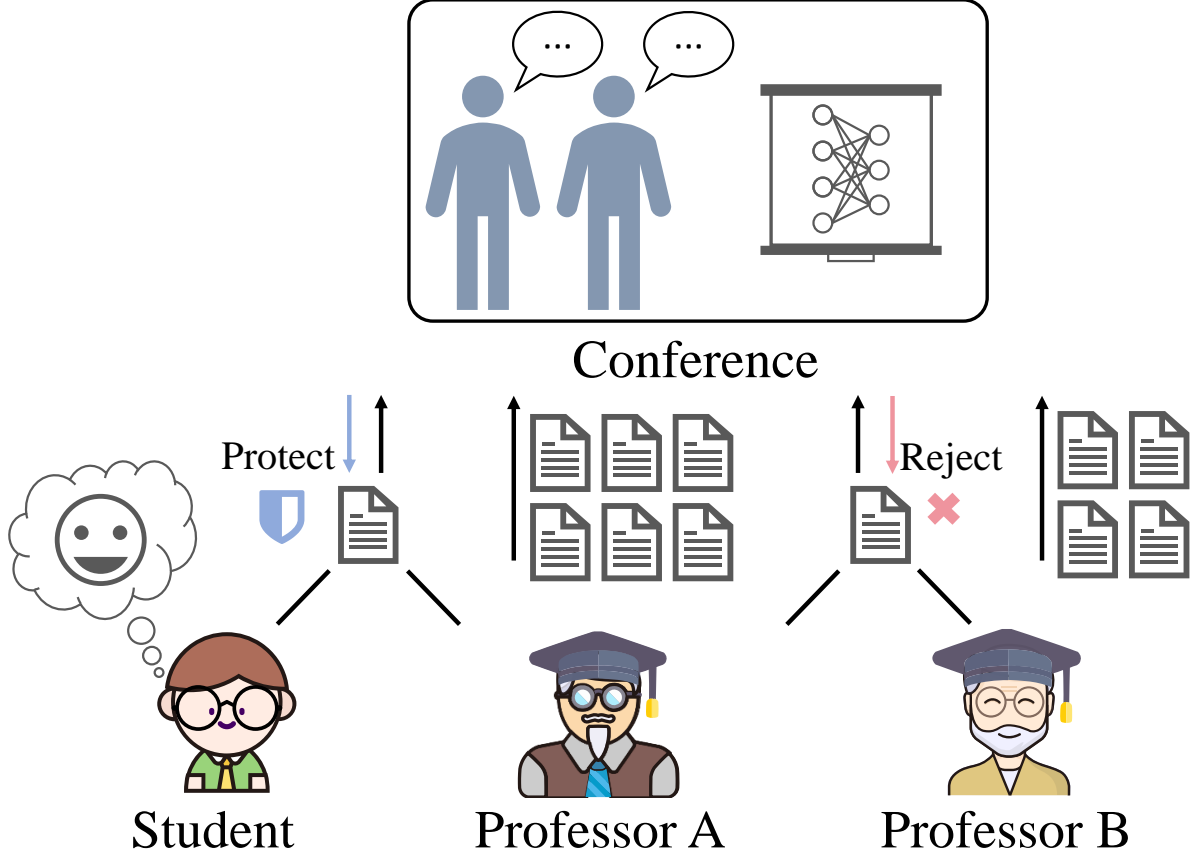 ...
...
Conference
Protect
Reject
Student
Professor A
Professor B